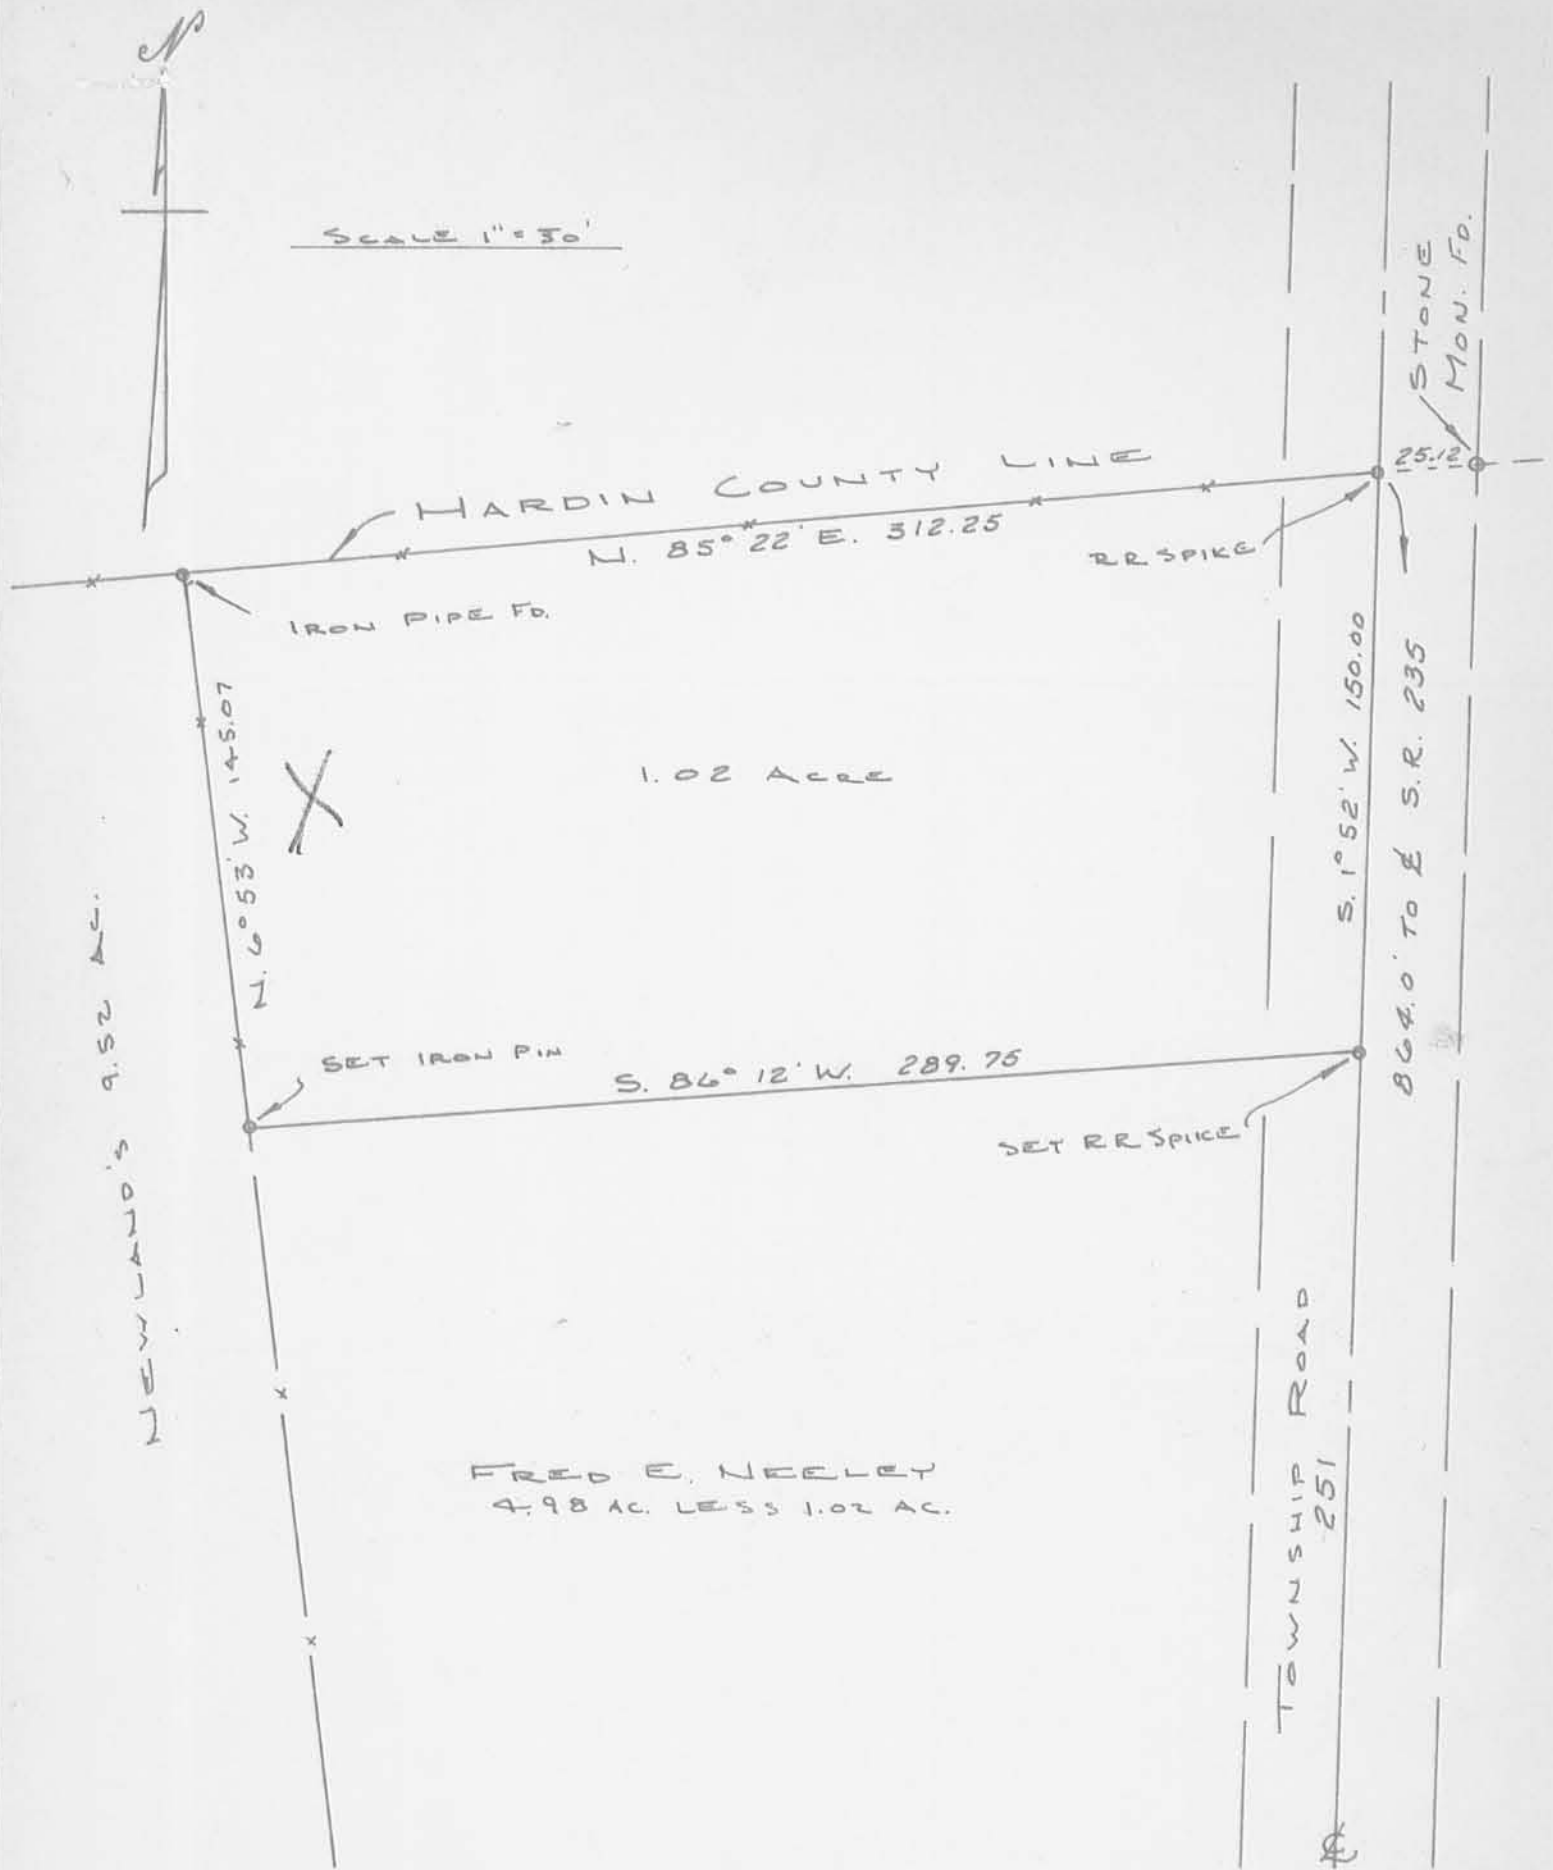 N
SCALE 1" = 50'
STONE
MON. FD.
25.12
HARDIN COUNTY LINE
N. 85° 22' E. 312.25
RR SPIKE
IRON PIPE FD.
N. 6° 53' W. 145.07
X
1.02 ACRE
S. 1° 52' W. 150.00
864.0' TO ℄ S.R. 235
NEWLAND'S 9.52 AC.
SET IRON PIN
S. 86° 12' W. 289.75
SET RR SPIKE
FRED E. NEELEY
4.98 AC. LESS 1.02 AC.
TOWNSHIP ROAD
251
℄